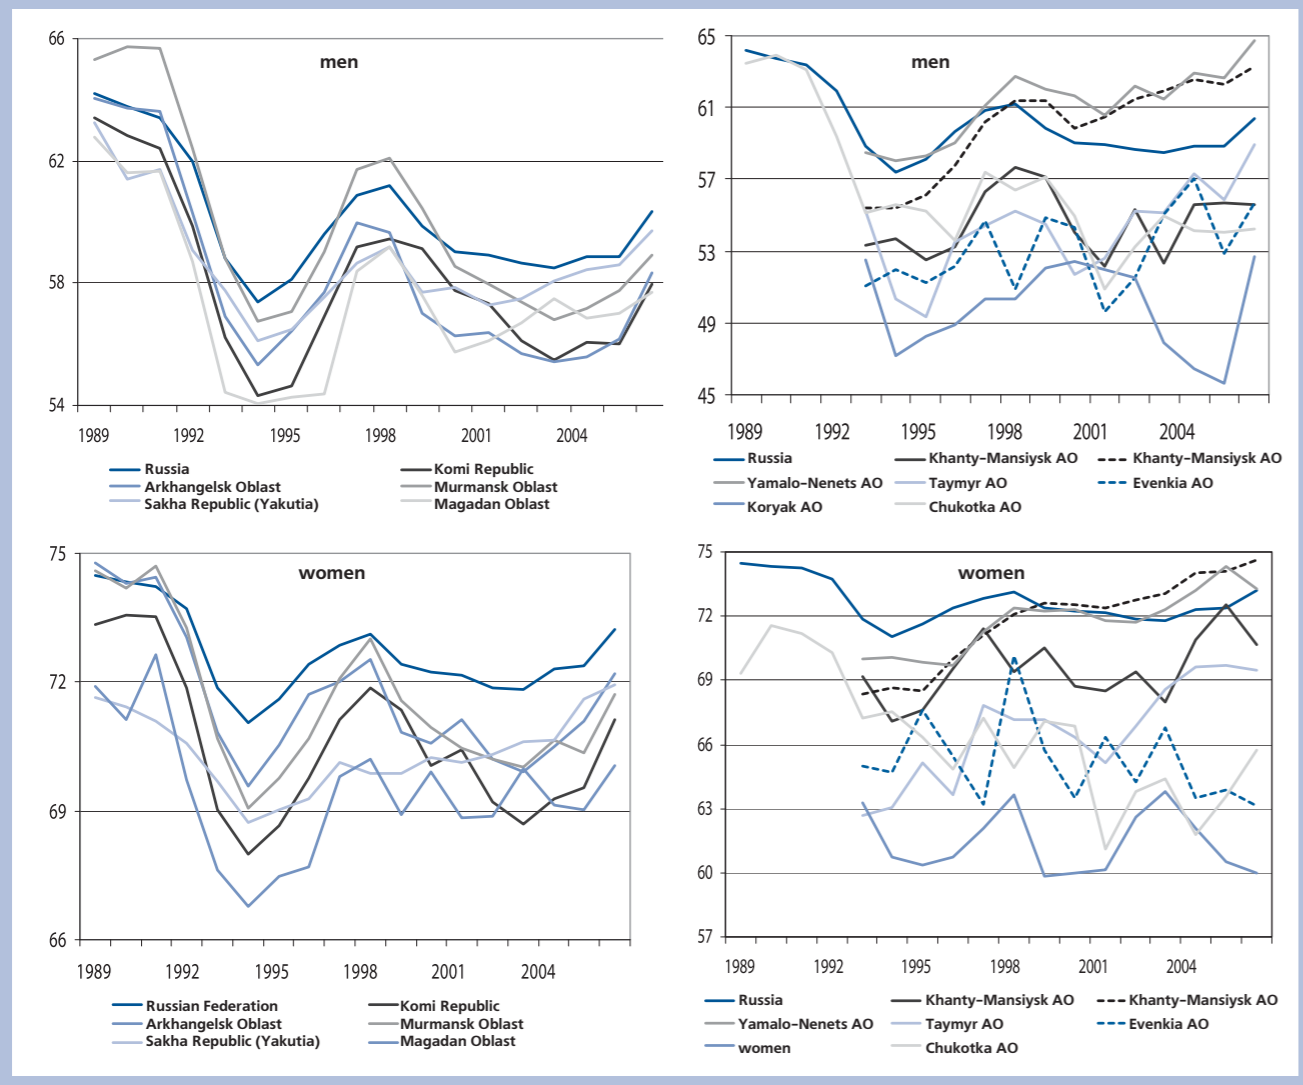 66
men
62
58
54
1989 1992 1995 1998 2001 2004
Russia Komi Republic
Arkhangelsk Oblast Murmansk Oblast
Sakha Republic (Yakutia) Magadan Oblast
65
men
61
57
53
49
45
1989 1992 1995 1998 2001 2004
Russia Khanty–Mansiysk AO Khanty–Mansiysk AO
Yamalo–Nenets AO Taymyr AO Evenkia AO
Koryak AO Chukotka AO
75
women
72
69
66
1989 1992 1995 1998 2001 2004
Russian Federation Komi Republic
Arkhangelsk Oblast Murmansk Oblast
Sakha Republic (Yakutia) Magadan Oblast
75
women
72
69
66
63
60
57
1989 1992 1995 1998 2001 2004
Russia Khanty–Mansiysk AO Khanty–Mansiysk AO
Yamalo–Nenets AO Taymyr AO Evenkia AO
women Chukotka AO